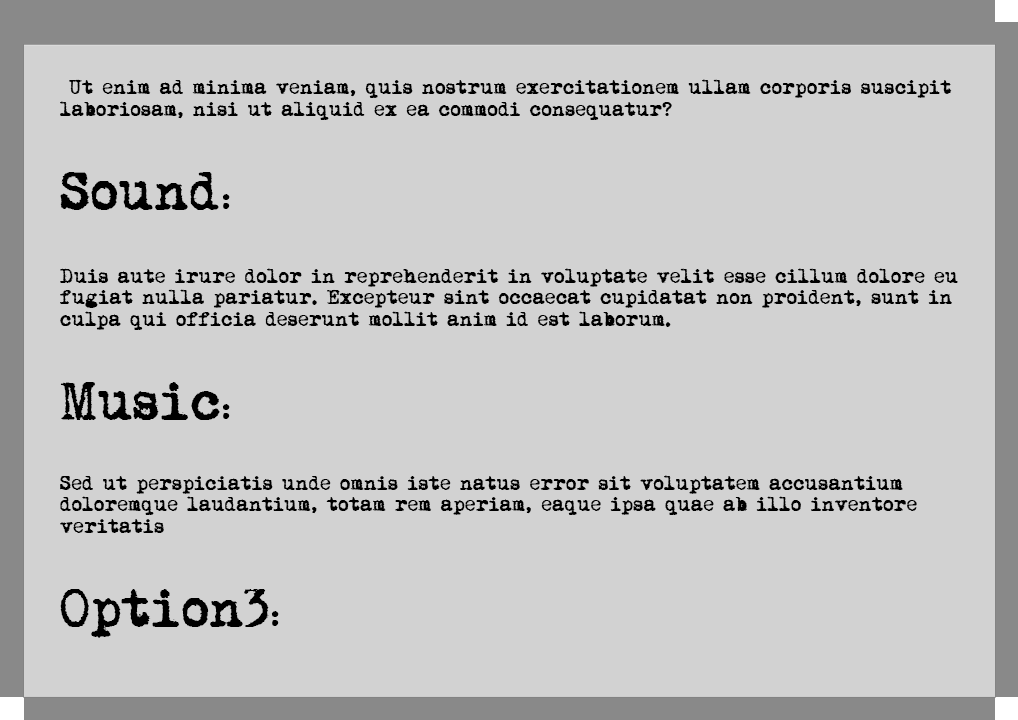 Ut enim ad minima veniam, quis nostrum exercitationem ullam corporis suscipit
laboriosam, nisi ut aliquid ex ea commodi consequatur?
Sound:
Duis aute irure dolor in reprehenderit in voluptate velit esse cillum dolore eu
fugiat nulla pariatur. Excepteur sint occaecat cupidatat non proident, sunt in
culpa qui officia deserunt mollit anim id est laborum.
Music:
Sed ut perspiciatis unde omnis iste natus error sit voluptatem accusantium
doloremque laudantium, totam rem aperiam, eaque ipsa quae ab illo inventore
veritatis
Option3: